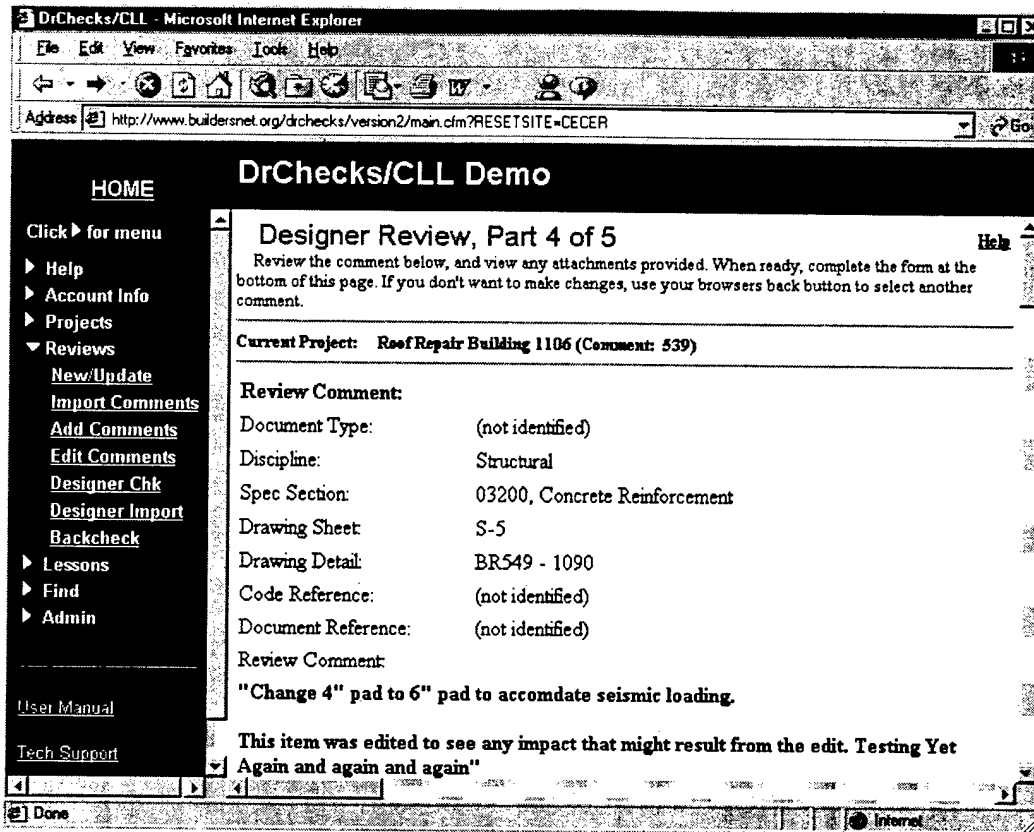 DrChecks/CLL - Microsoft Internet Explorer
File Edit View Favorites Tools Help
Address http://www.buildersnet.org/drchecks/version2/main.cfm?RESETSITE=CECER Go
DrChecks/CLL Demo
HOME
Click for menu
Help
Account Info
Projects
Reviews
New/Update
Import Comments
Add Comments
Edit Comments
Designer Chk
Designer Import
Backcheck
Lessons
Find
Admin
User Manual
Tech Support
Designer Review, Part 4 of 5
Help
Review the comment below, and view any attachments provided. When ready, complete the form at the
bottom of this page. If you don't want to make changes, use your browsers back button to select another
comment.
Current Project: Roof Repair Building 1106 (Comment: 539)
Review Comment:
Document Type: (not identified)
Discipline: Structural
Spec Section: 03200, Concrete Reinforcement
Drawing Sheet: S-5
Drawing Detail: BR549 - 1090
Code Reference: (not identified)
Document Reference: (not identified)
Review Comment:
"Change 4" pad to 6" pad to accomdate seismic loading.
This item was edited to see any impact that might result from the edit. Testing Yet
Again and again and again"
Done
Internet